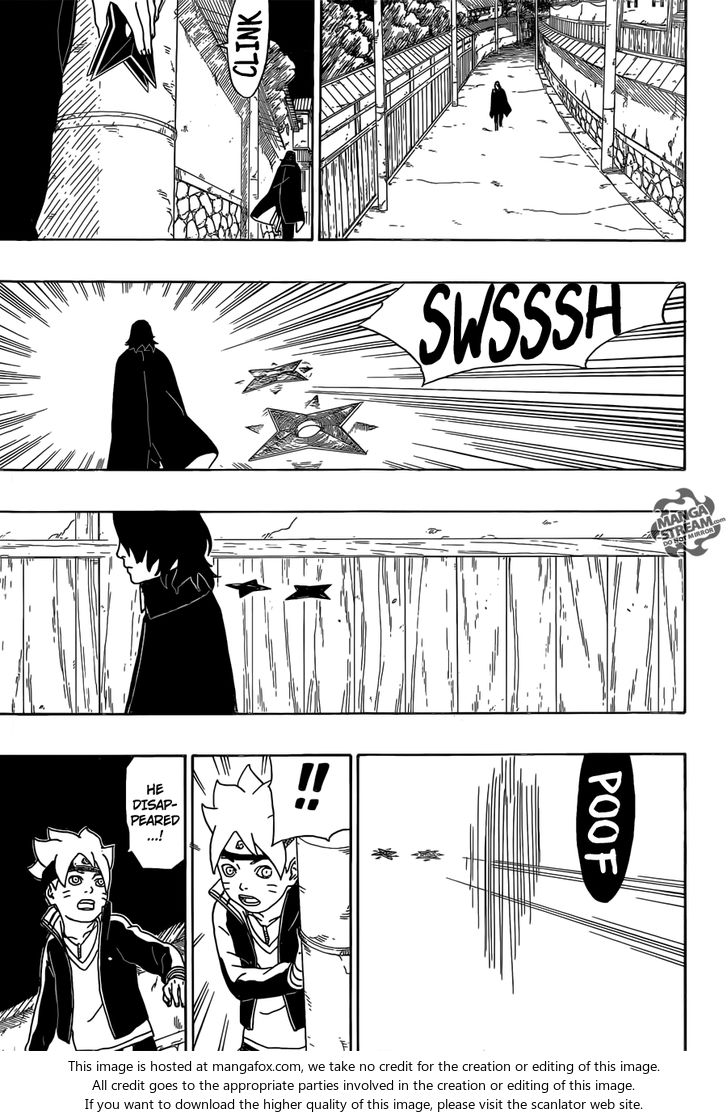 CLINK
SWSSSH
MANGA
STREAM.com
DO NOT MIRROR
POOF
!!
HE
DISAP-
PEARED
...!
This image is hosted at mangafox.com, we take no credit for the creation or editing of this image.
All credit goes to the appropriate parties involved in the creation or editing of this image.
If you want to download the higher quality of this image, please visit the scanlator web site.